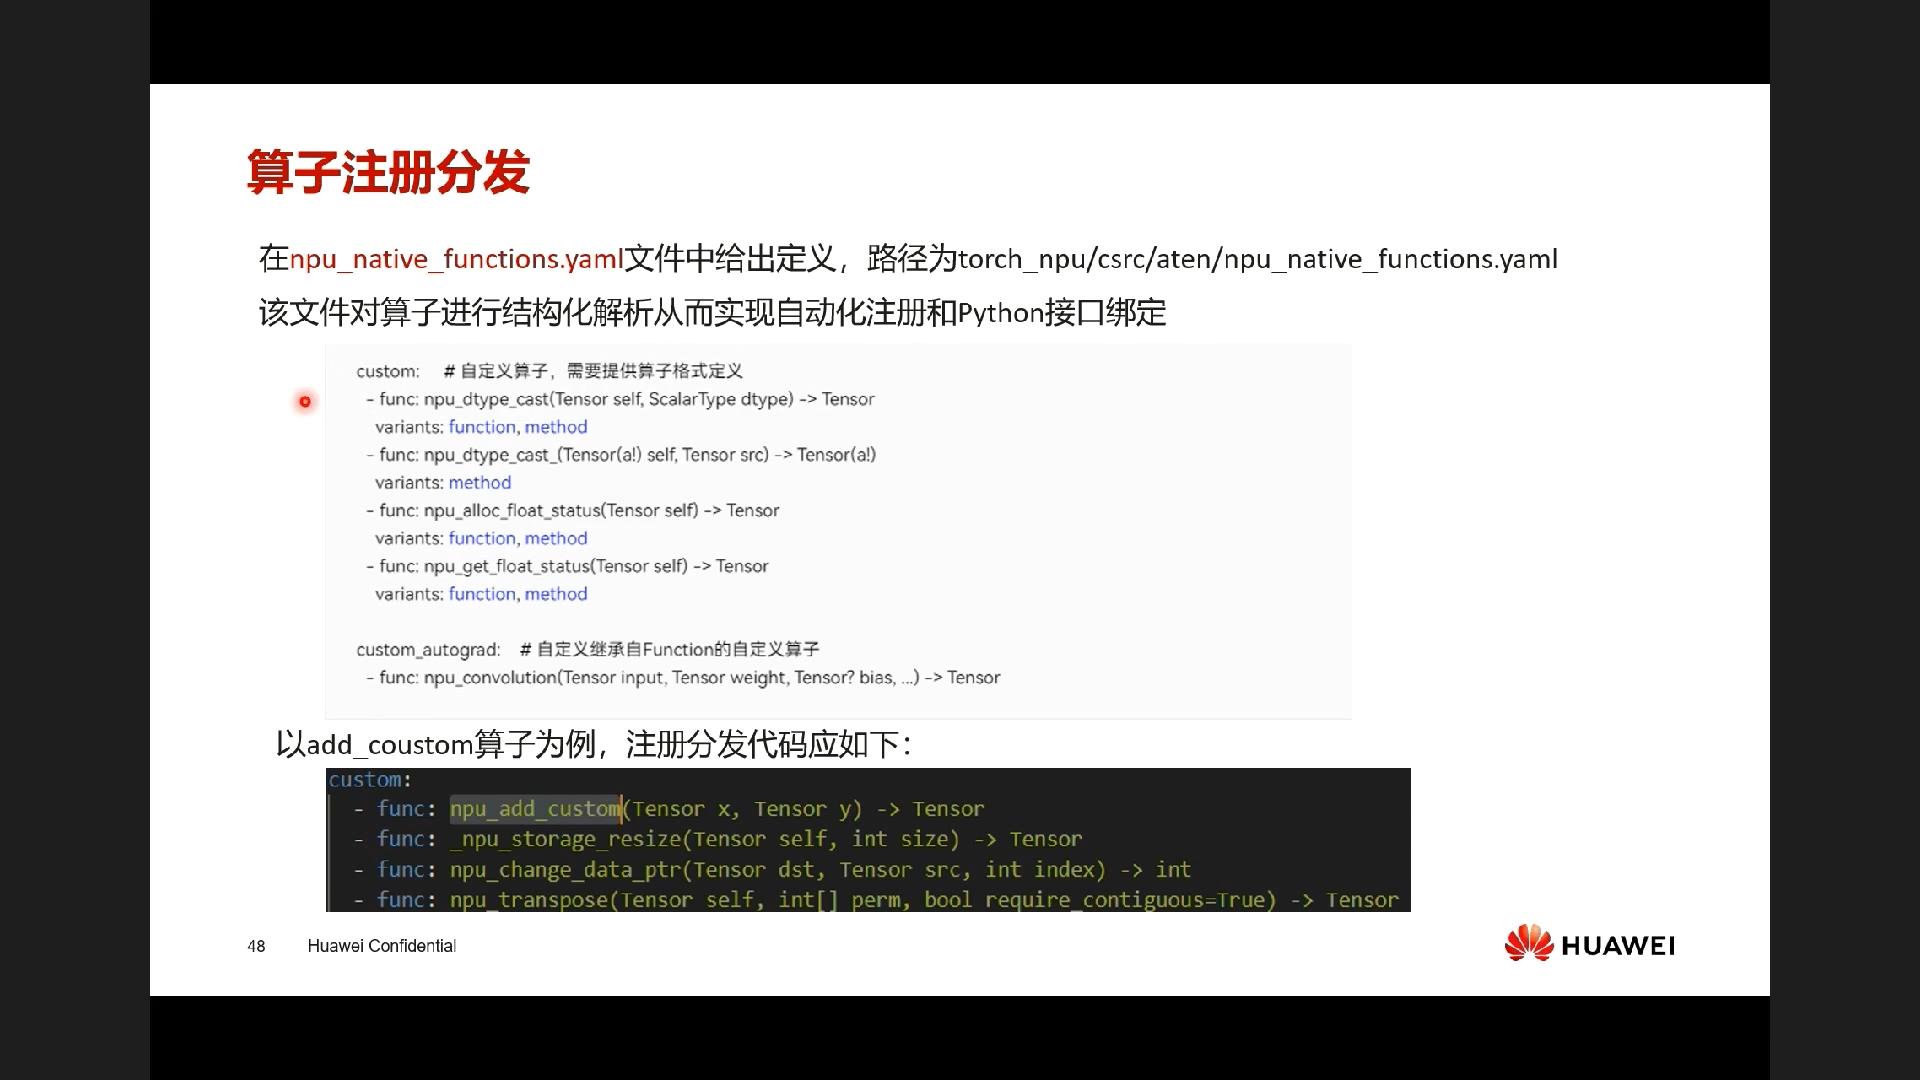 算子注册分发
在npu_native_functions.yaml文件中给出定义，路径为torch_npu/csrc/aten/npu_native_functions.yaml
该文件对算子进行结构化解析从而实现自动化注册和Python接口绑定
custom: # 自定义算子，需要提供算子格式定义
- func: npu_dtype_cast(Tensor self, ScalarType dtype) -> Tensor
variants: function, method
- func: npu_dtype_cast_(Tensor(a!) self, Tensor src) -> Tensor(a!)
variants: method
- func: npu_alloc_float_status(Tensor self) -> Tensor
variants: function, method
- func: npu_get_float_status(Tensor self) -> Tensor
variants: function, method
custom_autograd: # 自定义继承自Function的自定义算子
- func: npu_convolution(Tensor input, Tensor weight, Tensor? bias, ...) -> Tensor
以add_coustom算子为例，注册分发代码应如下：
custom:
- func: npu_add_custom(Tensor x, Tensor y) -> Tensor
- func: _npu_storage_resize(Tensor self, int size) -> Tensor
- func: npu_change_data_ptr(Tensor dst, Tensor src, int index) -> int
- func: npu_transpose(Tensor self, int[] perm, bool require_contiguous=True) -> Tensor
48 Huawei Confidential
HUAWEI